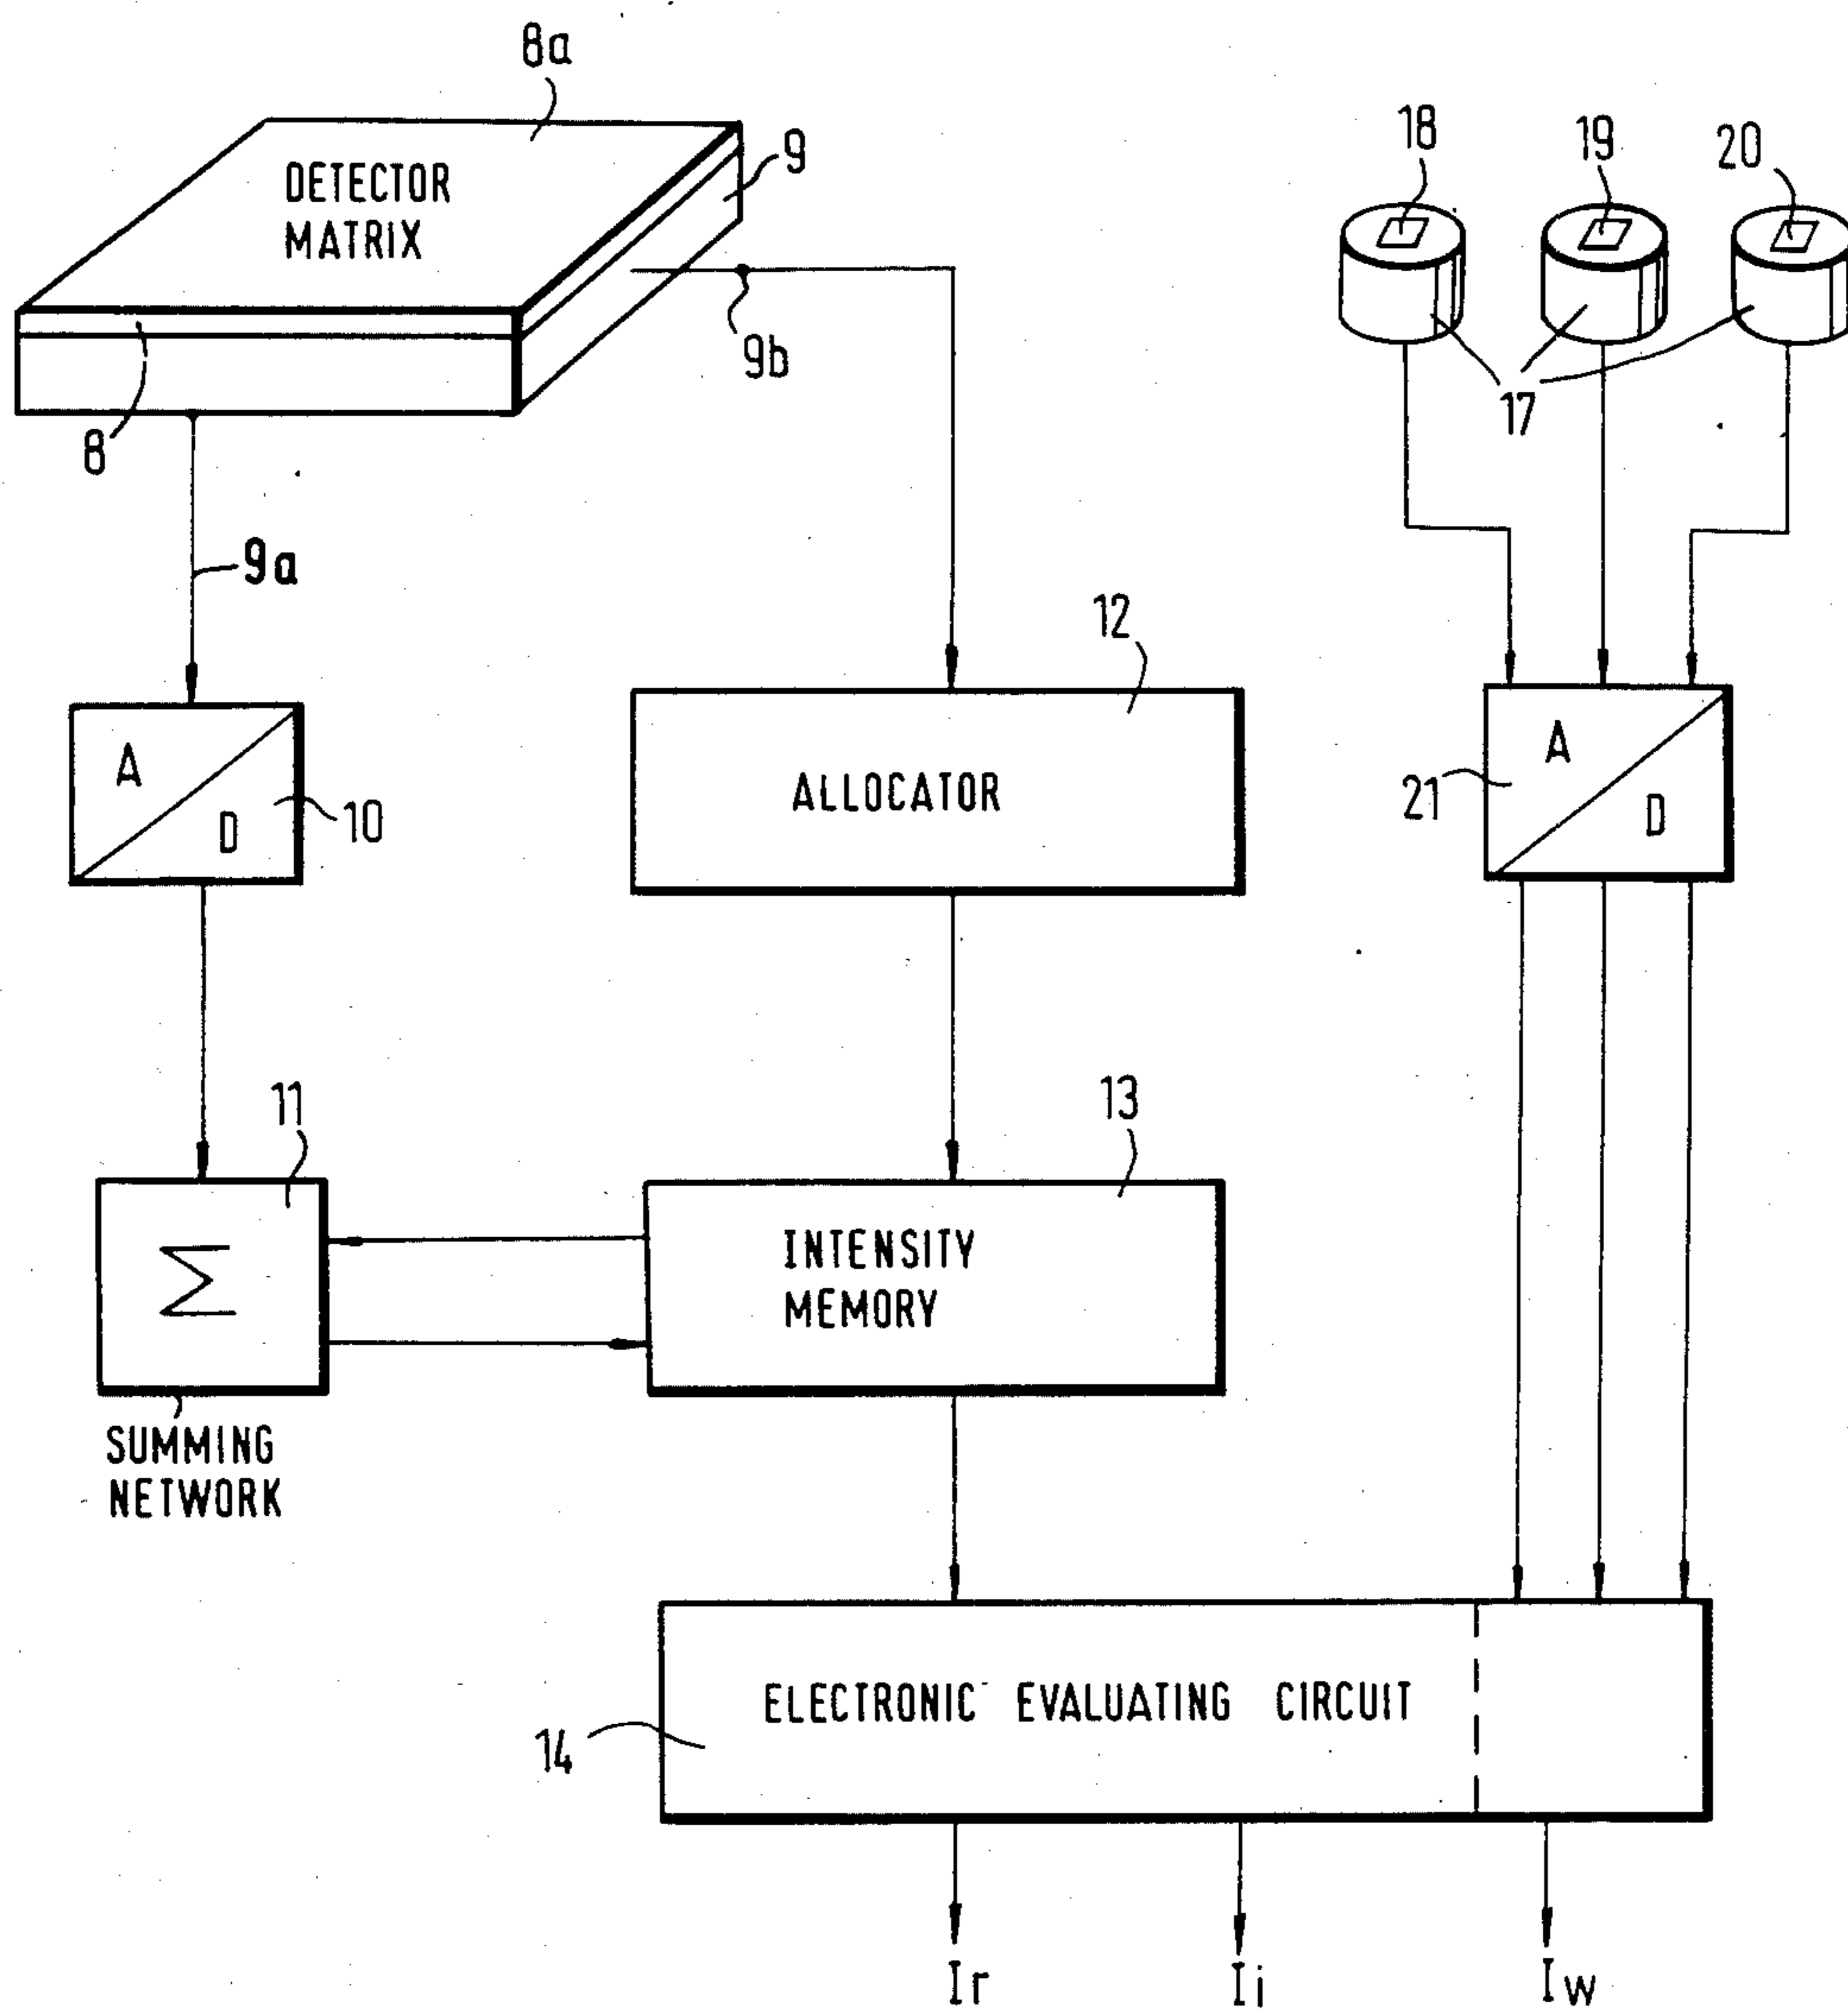 8a
DETECTOR
MATRIX
9
18
19
20
9b
17
8
9a
12
A
D
10
ALLOCATOR
A
D
21
11
13
Σ
INTENSITY
MEMORY
SUMMING
NETWORK
ELECTRONIC EVALUATING CIRCUIT
14
Ir
Ii
Iw